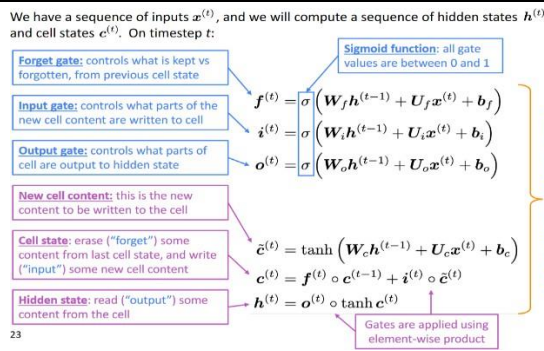 We have a sequence of inputs x^(t), and we will compute a sequence of hidden states h^(t)
and cell states c^(t). On timestep t:
Sigmoid function: all gate
values are between 0 and 1
Forget gate: controls what is kept vs
forgotten, from previous cell state
f^(t) = σ(W_f h^(t−1) + U_f x^(t) + b_f)
Input gate: controls what parts of the
new cell content are written to cell
i^(t) = σ(W_i h^(t−1) + U_i x^(t) + b_i)
Output gate: controls what parts of
cell are output to hidden state
o^(t) = σ(W_o h^(t−1) + U_o x^(t) + b_o)
New cell content: this is the new
content to be written to the cell
c̃^(t) = tanh(W_c h^(t−1) + U_c x^(t) + b_c)
Cell state: erase (“forget”) some
content from last cell state, and write
(“input”) some new cell content
c^(t) = f^(t) ∘ c^(t−1) + i^(t) ∘ c̃^(t)
Hidden state: read (“output”) some
content from the cell
h^(t) = o^(t) ∘ tanh c^(t)
Gates are applied using
element-wise product
23